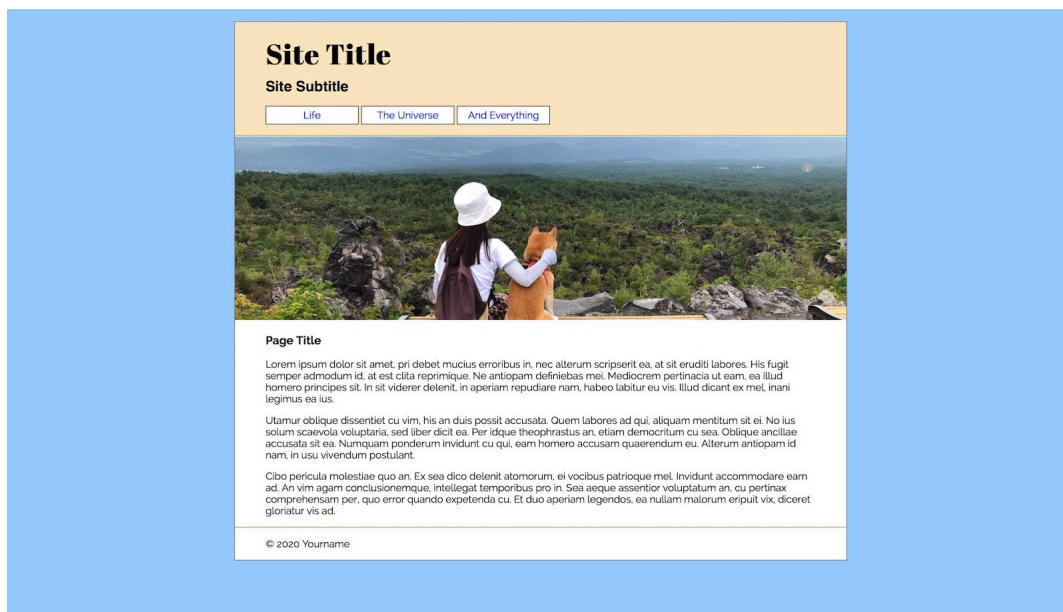 Site Title
Site Subtitle
Life
The Universe
And Everything
Page Title
Lorem ipsum dolor sit amet, pri debet mucius erroribus in, nec alterum scripserit ea, at sit eruditi labores. His fugit
semper admodum id, at est clita reprimique. Ne antiopam definiebas mei. Mediocrem pertinacia ut eam, ea illud
homero principes sit. In sit viderer delenit, in aperiam repudiare nam, habeo labitur eu vis. Illud dicant ex mel, inani
legimus ea ius.
Utamur oblique dissentiet cu vim, his an duis possit accusata. Quem labores ad qui, aliquam mentitum sit ei. No ius
solum scaevola voluptaria, sed liber dicit ea. Per idque theophrastus an, etiam democritum cu sea. Oblique ancillae
accusata sit ea. Numquam ponderum invidunt cu qui, eam homero accusam quaerendum eu. Alterum antiopam id
nam, in usu vivendum postulant.
Cibo pericula molestiae quo an. Ex sea dico delenit atomorum, ei vocibus patrioque mel. Invidunt accommodare eam
ad. An vim agam conclusionemque, intellegat temporibus pro in. Sea aeque assentior voluptatum an, cu pertinax
comprehensam per, quo error quando expetenda cu. Et duo aperiam legendos, ea nullam malorum eripuit vix, diceret
gloriatur vis ad.
© 2020 Yourname